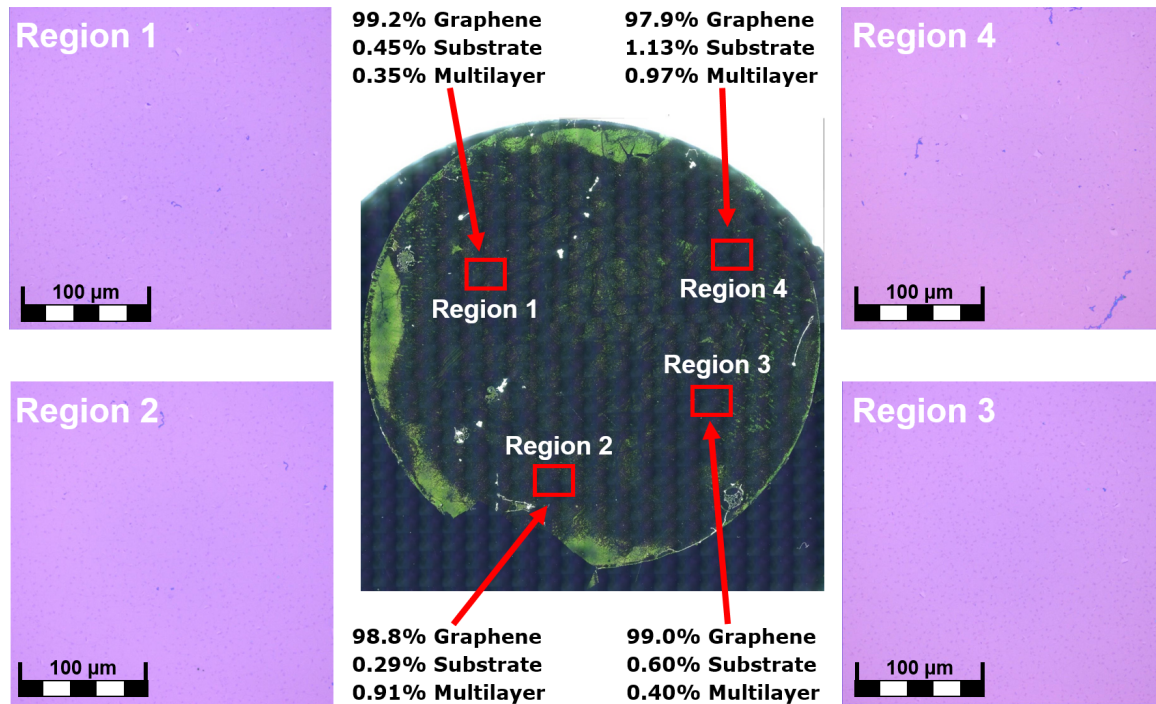 Region 1
100 µm
99.2% Graphene
0.45% Substrate
0.35% Multilayer
97.9% Graphene
1.13% Substrate
0.97% Multilayer
Region 4
100 µm
Region 1
Region 4
Region 3
Region 2
Region 2
100 µm
98.8% Graphene
0.29% Substrate
0.91% Multilayer
99.0% Graphene
0.60% Substrate
0.40% Multilayer
Region 3
100 µm